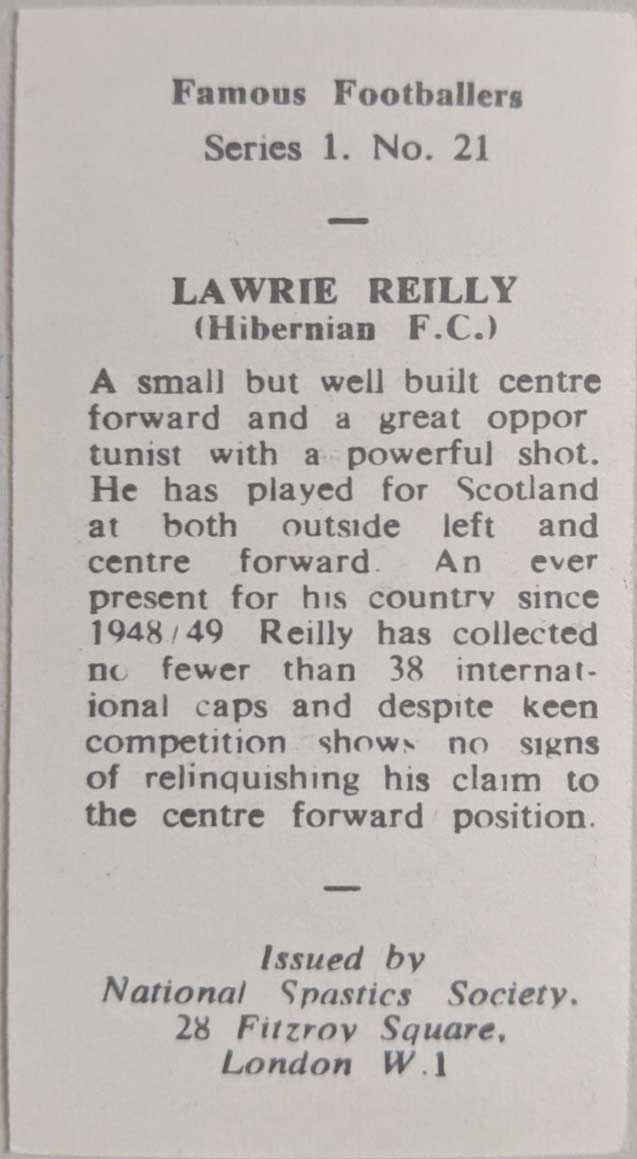 Famous Footballers
Series 1. No. 21
—
LAWRIE REILLY
(Hibernian F.C.)
A small but well built centre
forward and a great oppor
tunist with a powerful shot.
He has played for Scotland
at both outside left and
centre forward. An ever
present for his country since
1948/49 Reilly has collected
no fewer than 38 internat-
ional caps and despite keen
competition shows no signs
of relinquishing his claim to
the centre forward position.
—
Issued by
National Spastics Society.
28 Fitzroy Square,
London W.1